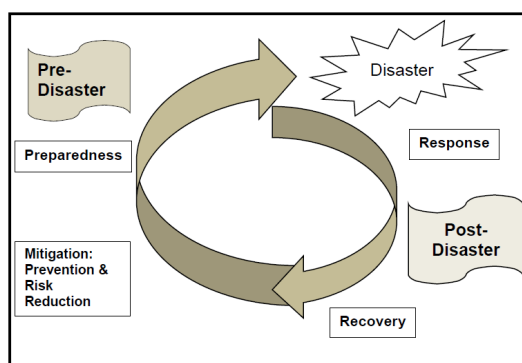 Pre-
Disaster
Disaster
Preparedness
Response
Post-
Disaster
Mitigation:
Prevention &
Risk
Reduction
Recovery